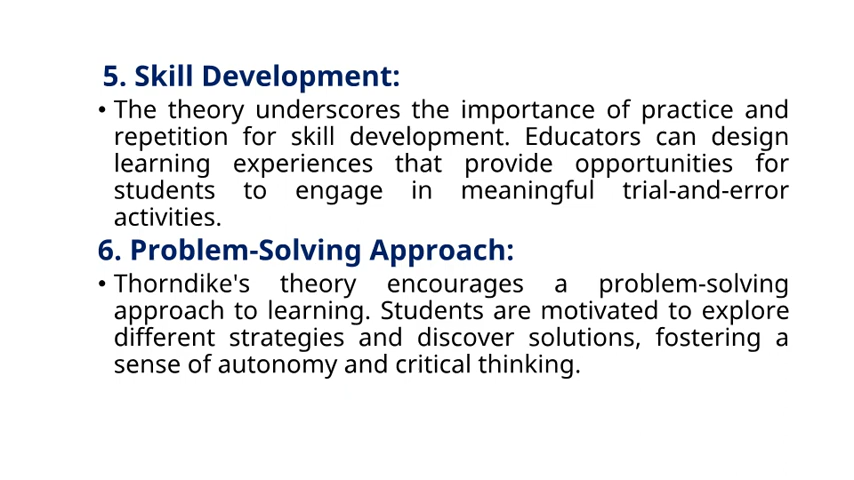 5. Skill Development:
• The theory underscores the importance of practice and
repetition for skill development. Educators can design
learning experiences that provide opportunities for
students to engage in meaningful trial-and-error
activities.
6. Problem-Solving Approach:
• Thorndike's theory encourages a problem-solving
approach to learning. Students are motivated to explore
different strategies and discover solutions, fostering a
sense of autonomy and critical thinking.